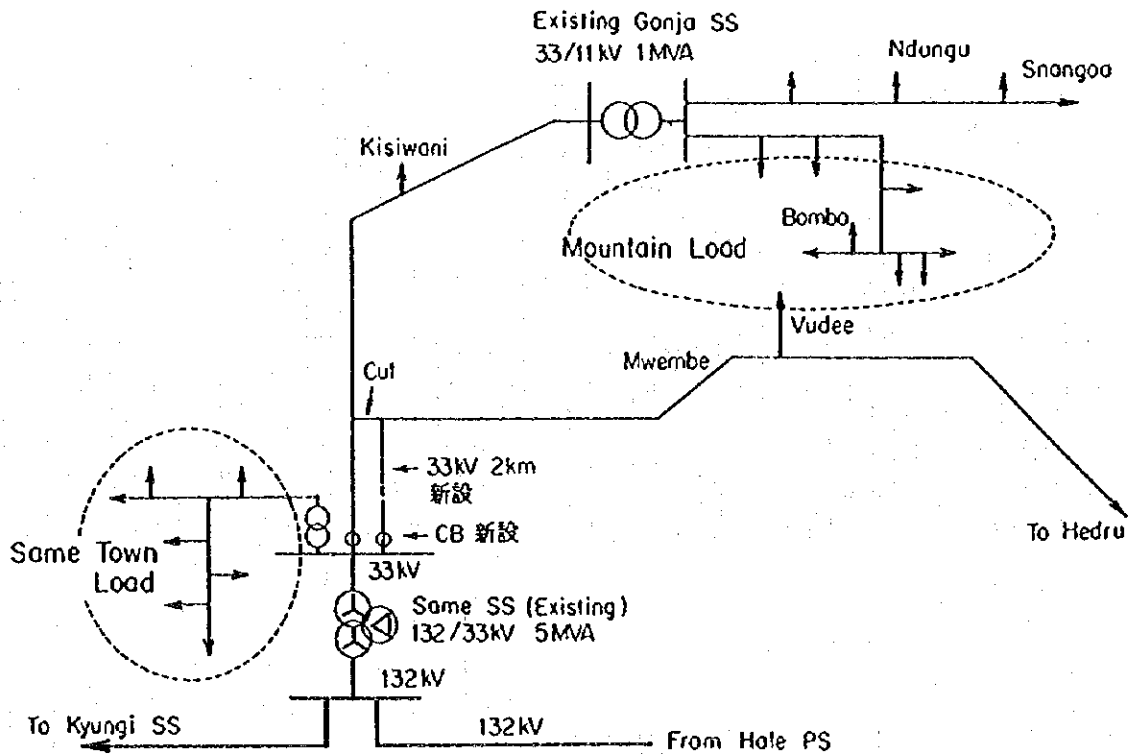 Existing Gonja SS
33/11kV 1MVA
Ndungu
Snangoa
Kisiwani
Bombo
Mountain Load
Vudee
Mwembe
Cut
33kV 2km
新設
CB 新設
To Hedru
Same Town
Load
33kV
Same SS (Existing)
132/33kV 5MVA
132kV
To Kyungi SS
132kV
From Hale PS